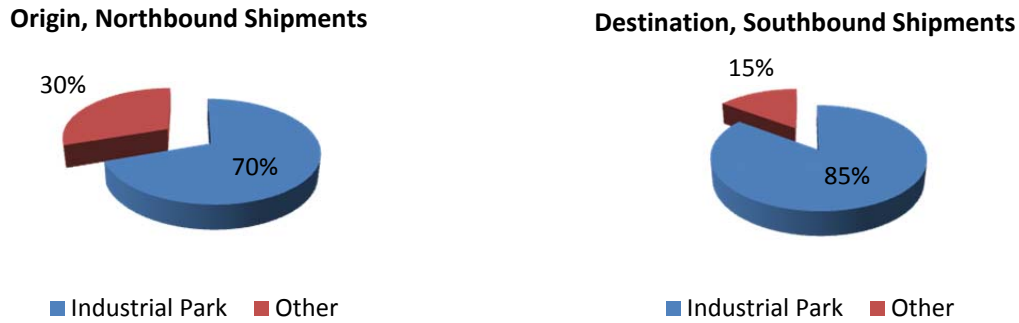 Origin, Northbound Shipments
30%
70%
Industrial Park Other
Destination, Southbound Shipments
15%
85%
Industrial Park Other